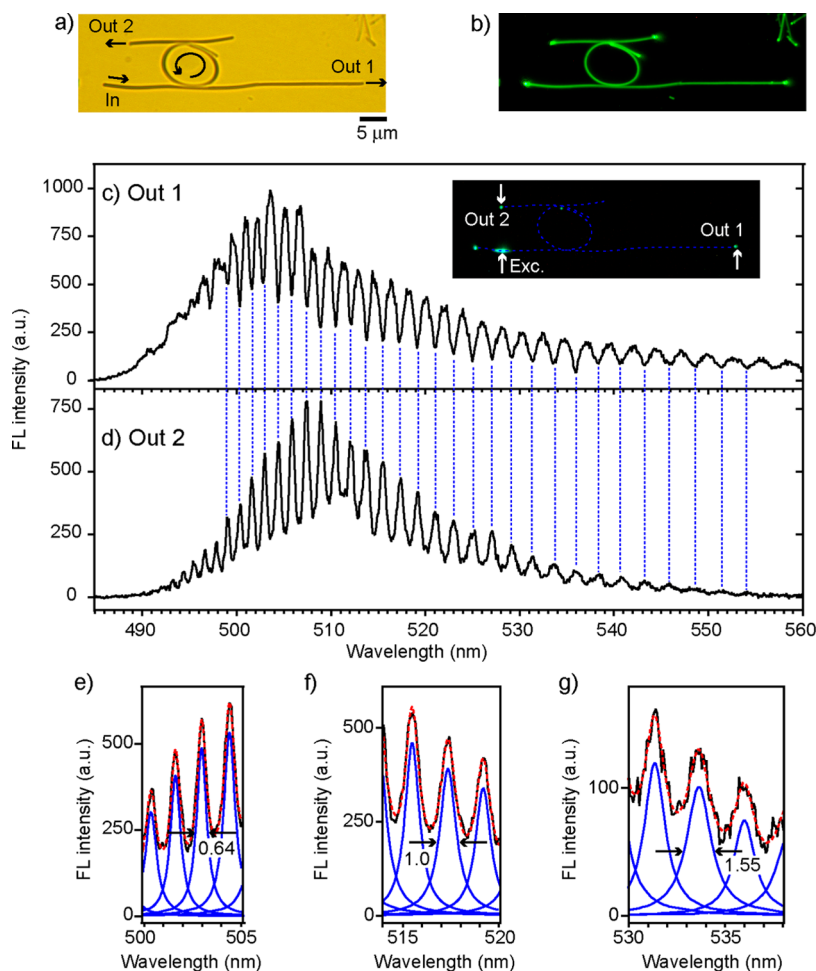 a)
Out 2
In
Out 1
5 μm
b)
c) Out 1
Out 2
Exc.
Out 1
1000
750
500
250
0
FL intensity (a.u.)
d) Out 2
750
500
250
0
490 500 510 520 530 540 550 560
Wavelength (nm)
e)
FL intensity (a.u.)
500
250
0
0.64
500 505
Wavelength (nm)
f)
FL intensity (a.u.)
500
250
0
1.0
515 520
Wavelength (nm)
g)
FL intensity (a.u.)
100
0
1.55
530 535
Wavelength (nm)